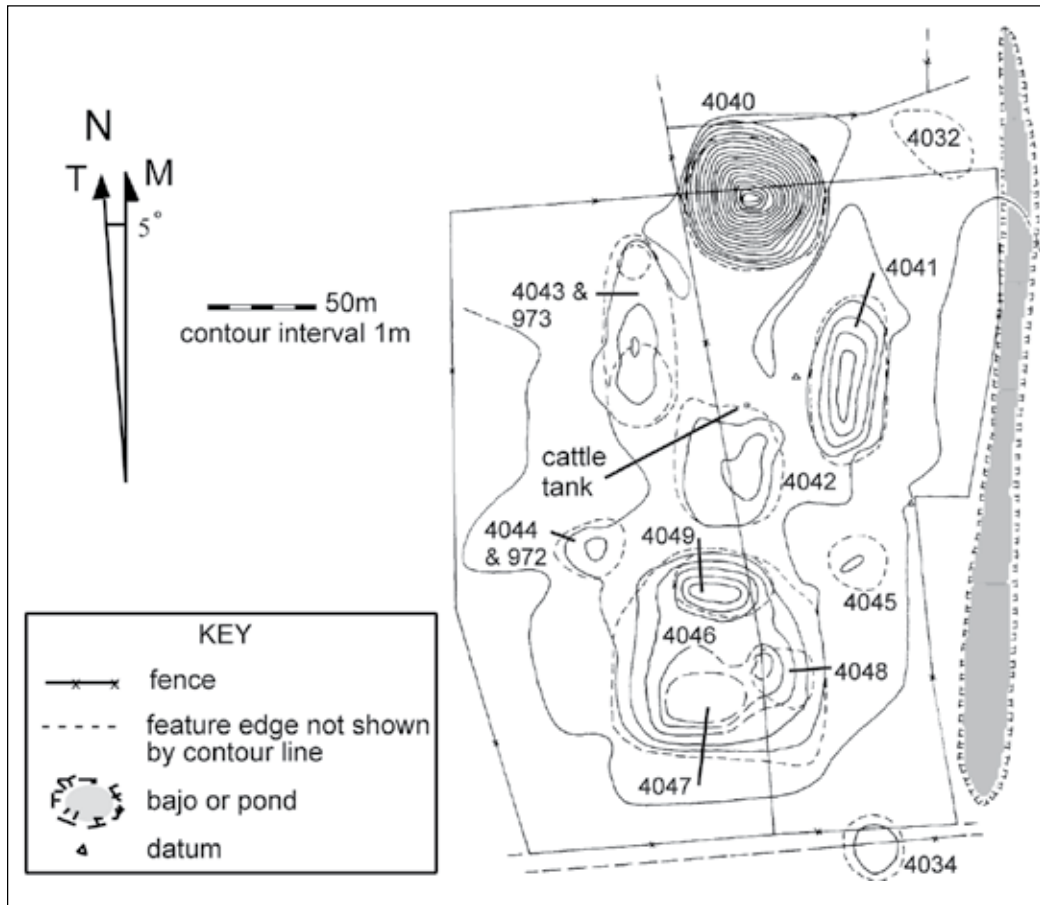 N
T M
5°
50m
contour interval 1m
4040
4032
4041
4043 &
973
cattle
tank
4042
4044
& 972
4049
4045
4046
4048
4047
4034
KEY
fence
feature edge not shown
by contour line
bajo or pond
datum